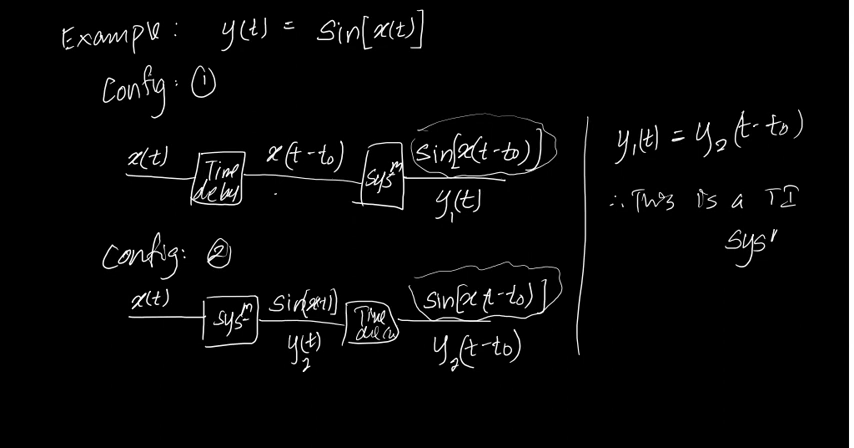 Example: y(t) = Sin[x(t)]
Config: ①
x(t) Time delay x(t-t₀) Sysᵐ Sin[x(t-t₀)]
y₁(t)
Config: ②
x(t) Sysᵐ Sin[x(t)] Time delay Sin[x(t-t₀)]
y₂(t) y₂(t-t₀)
y₁(t) = y₂(t-t₀)
∴ This is a TI
Sysᵐ